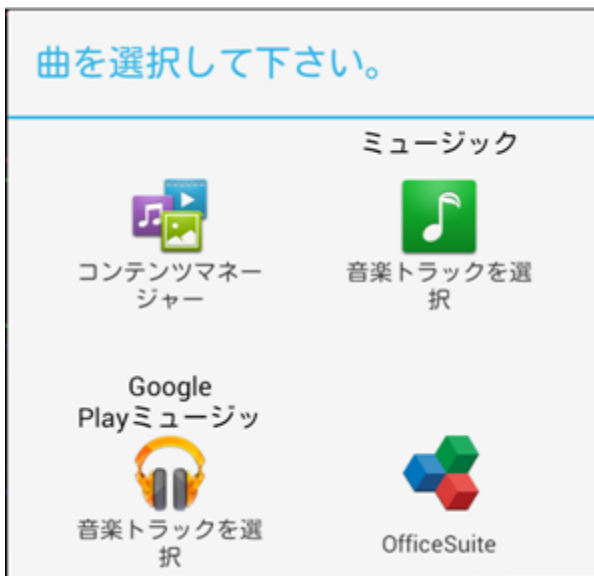 曲を選択して下さい。
ミュージック
コンテンツマネー
ジャー
音楽トラックを選
択
Google
Playミュージッ
音楽トラックを選
択
OfficeSuite